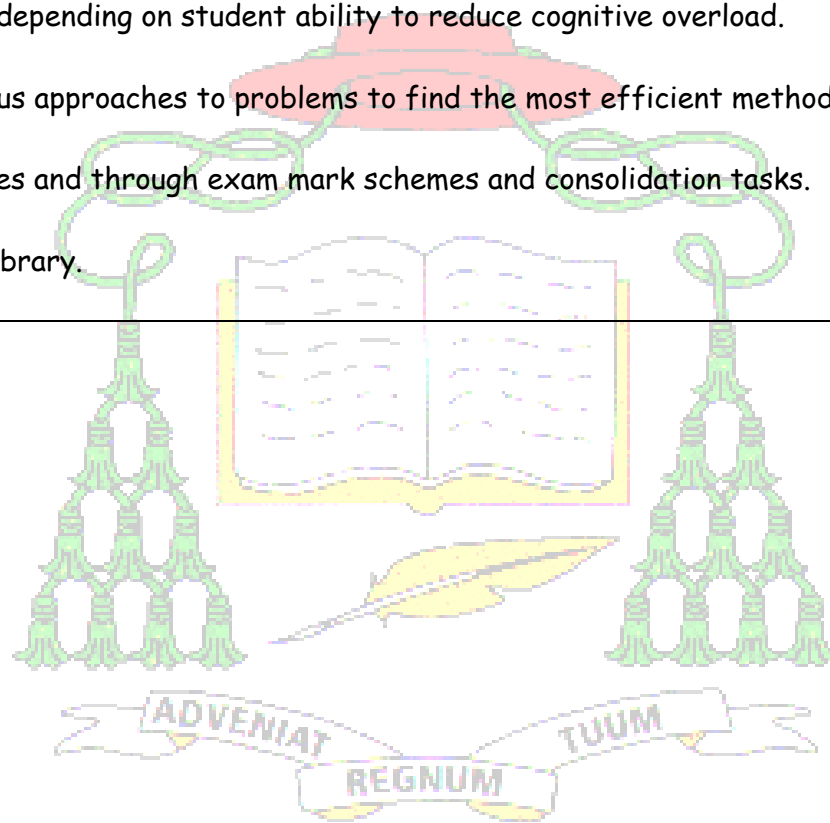 depending on student ability to reduce cognitive overload.
us approaches to problems to find the most efficient method
es and through exam mark schemes and consolidation tasks.
brary.
ADVENIAT
REGNUM
TUUM